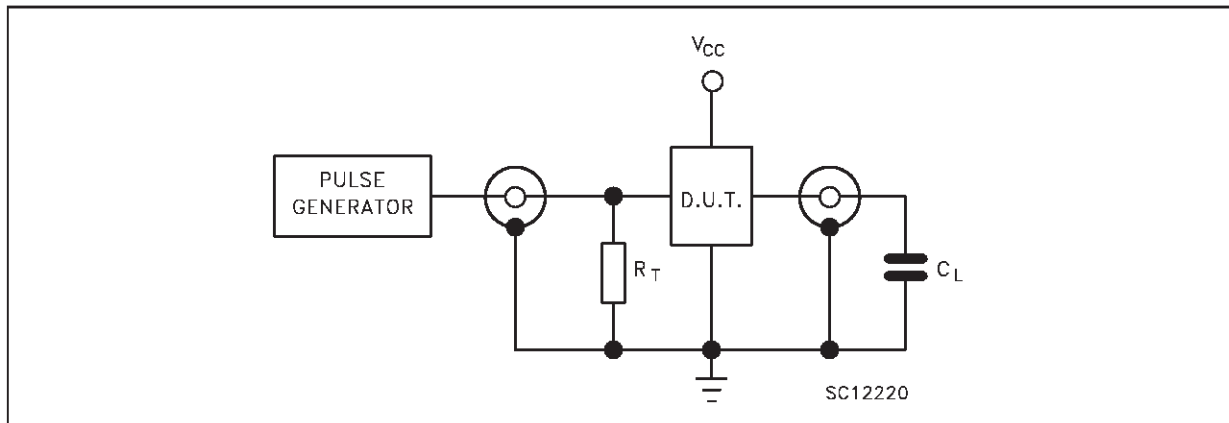 VCC
PULSE
GENERATOR
D.U.T.
RT
CL
SC12220